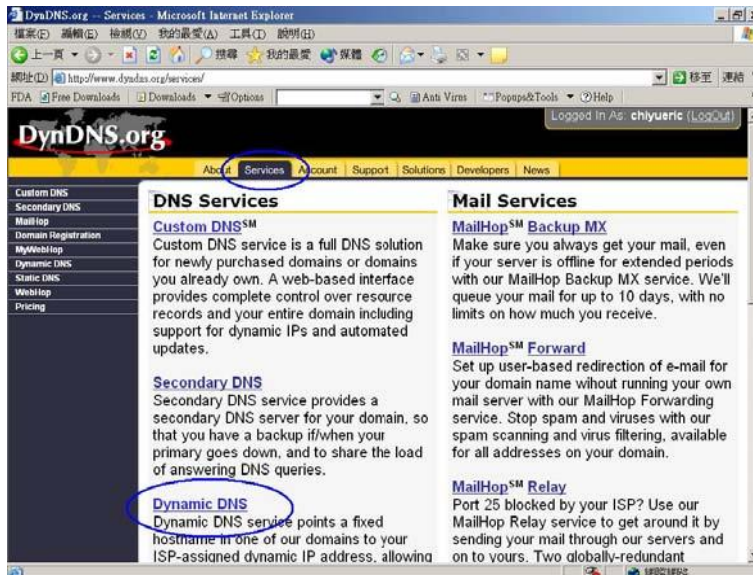 DynDNS.org -- Services - Microsoft Internet Explorer
檔案(F) 編輯(E) 檢視(V) 我的最愛(A) 工具(T) 說明(H)
上一頁 搜尋 我的最愛 媒體
網址(D) http://www.dyndns.org/services/ 移至 連結
FDA Free Downloads Downloads Options Anti Virus Popups&Tools Help
Logged In As: chiyueric (LogOut)
DynDNS.org
About Services Account Support Solutions Developers News
Custom DNS
Secondary DNS
MailHop
Domain Registration
MyWebHop
Dynamic DNS
Static DNS
WebHop
Pricing
DNS Services
Custom DNS℠
Custom DNS service is a full DNS solution
for newly purchased domains or domains
you already own. A web-based interface
provides complete control over resource
records and your entire domain including
support for dynamic IPs and automated
updates.
Secondary DNS
Secondary DNS service provides a
secondary DNS server for your domain, so
that you have a backup if/when your
primary goes down, and to share the load
of answering DNS queries.
Dynamic DNS
Dynamic DNS service points a fixed
hostname in one of our domains to your
ISP-assigned dynamic IP address, allowing
Mail Services
MailHop℠ Backup MX
Make sure you always get your mail, even
if your server is offline for extended periods
with our MailHop Backup MX service. We'll
queue your mail for up to 10 days, with no
limits on how much you receive.
MailHop℠ Forward
Set up user-based redirection of e-mail for
your domain name wihout running your own
mail server with our MailHop Forwarding
service. Stop spam and viruses with our
spam scanning and virus filtering, available
for all addresses on your domain.
MailHop℠ Relay
Port 25 blocked by your ISP? Use our
MailHop Relay service to get around it by
sending your mail through our servers and
on to yours. Two globally-redundant